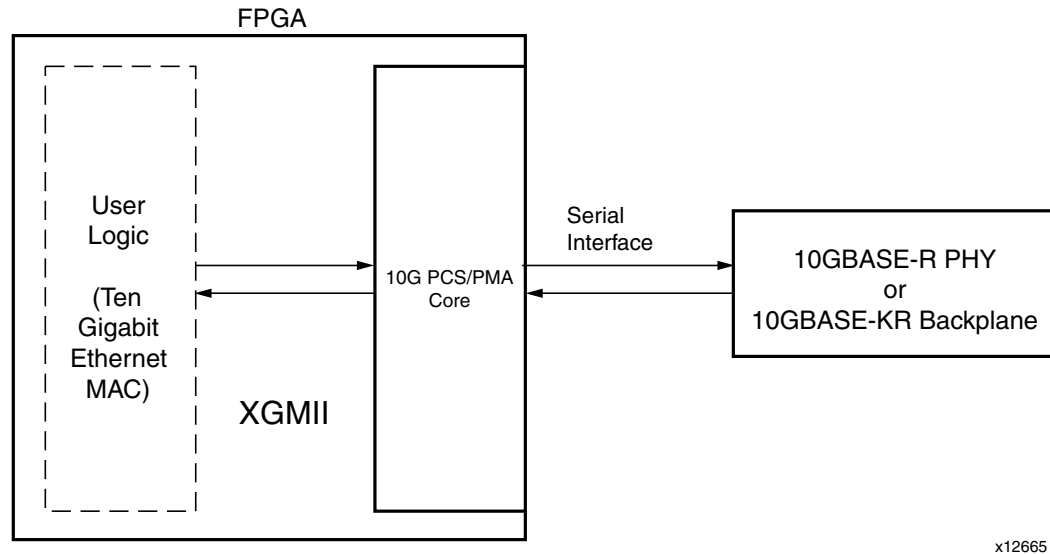 FPGA
User
Logic
(Ten
Gigabit
Ethernet
MAC)
XGMII
10G PCS/PMA
Core
Serial
Interface
10GBASE-R PHY
or
10GBASE-KR Backplane
x12665